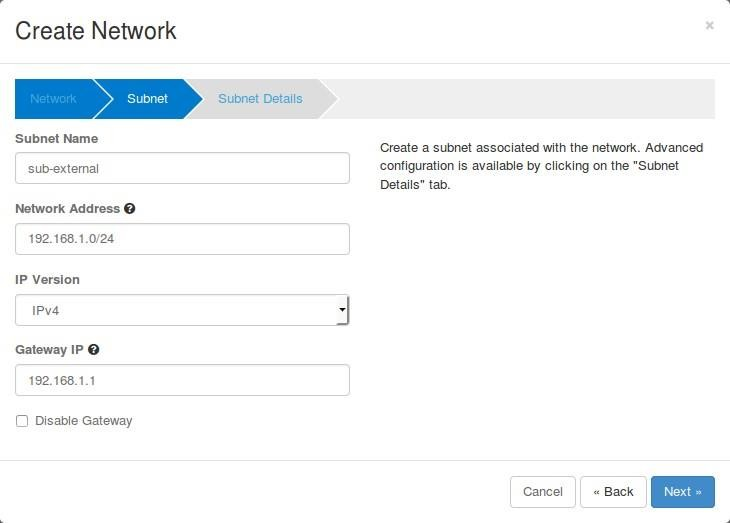 Create Network
×
Network
Subnet
Subnet Details
Subnet Name
sub-external
Network Address ?
192.168.1.0/24
IP Version
IPv4
Gateway IP ?
192.168.1.1
Disable Gateway
Create a subnet associated with the network. Advanced
configuration is available by clicking on the "Subnet
Details" tab.
Cancel
« Back
Next »